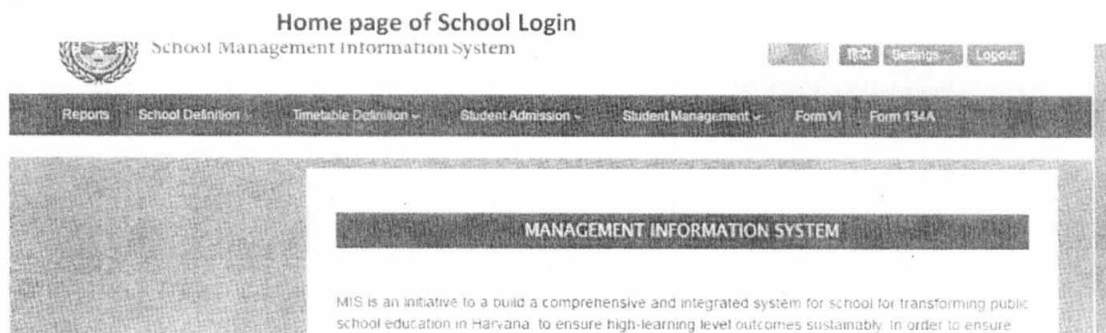 Home page of School Login
School Management Information System
हिंदी Settings Logout
Reports School Definition Timetable Definition Student Admission Student Management Form VI Form 134A
MANAGEMENT INFORMATION SYSTEM
MIS is an initiative to a build a comprehensive and integrated system for school for transforming public
school education in Haryana to ensure high-learning level outcomes sustainably. In order to ensure